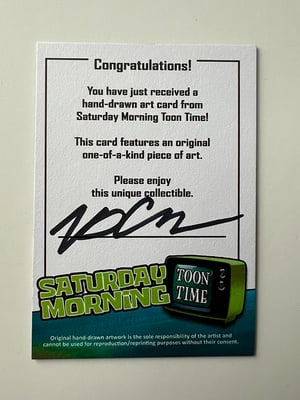 Congratulations!
You have just received a
hand-drawn art card from
Saturday Morning Toon Time!
This card features an original
one-of-a-kind piece of art.
Please enjoy
this unique collectible.
SATURDAY
MORNING
TOON
TIME
Original hand-drawn artwork is the sole responsibility of the artist and
cannot be used for reproduction/reprinting purposes without their consent.